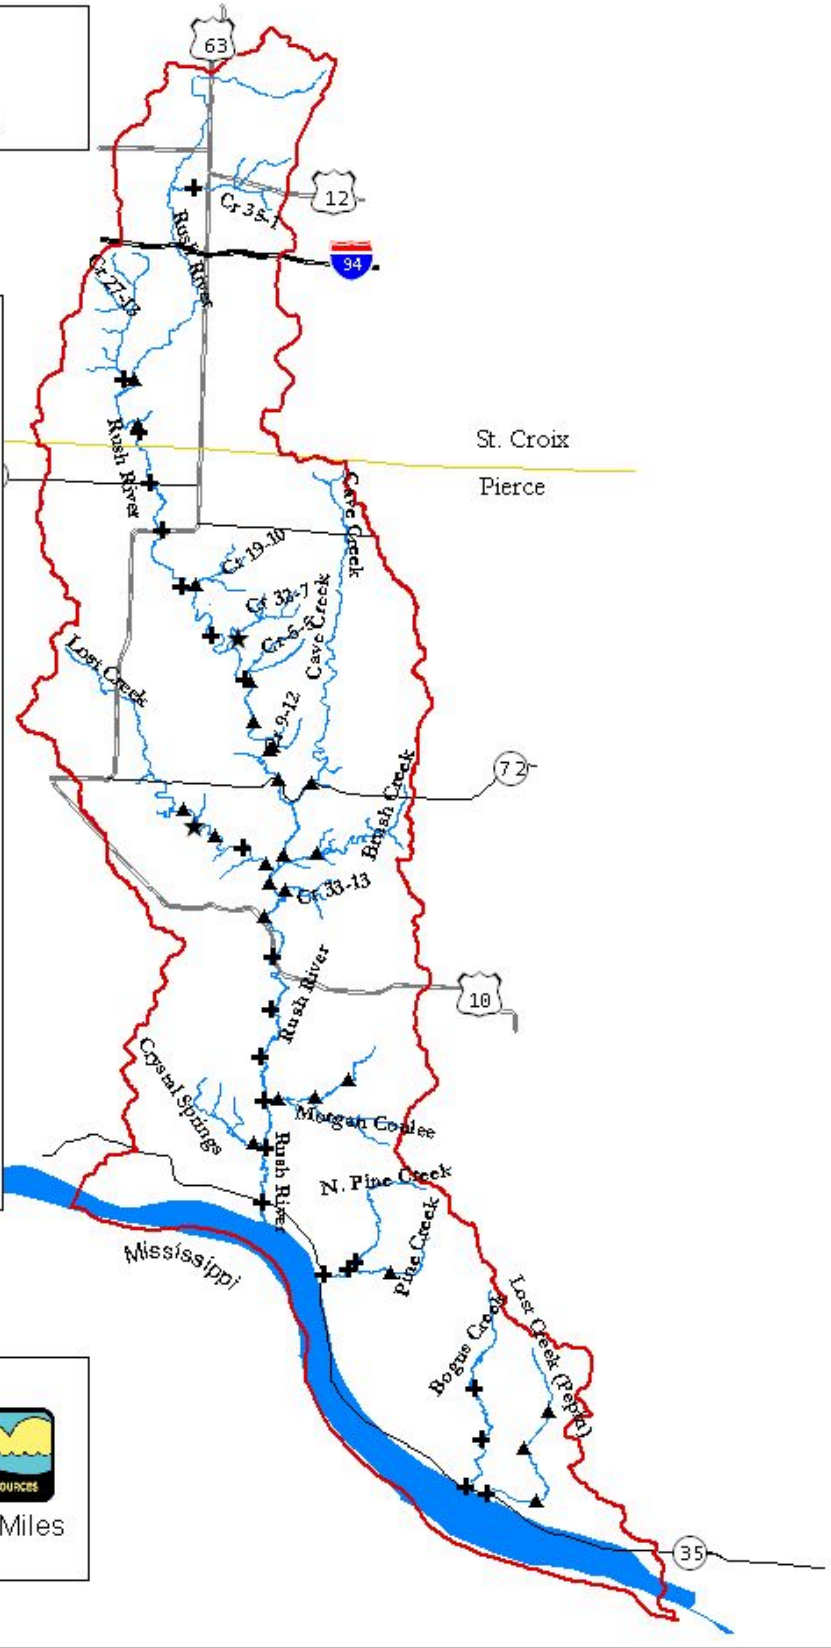 63
12
Cr 35-1
Rush River
94
Cr 27-13
Rush River
St. Croix
Pierce
Cave Creek
Cr 19-10
Cr 32-7
Cr 6-8
Cave Creek
Lost Creek
Cr 9-12
72
Brush Creek
Cr 33-13
Rush River
10
Crystal Springs
Morgan Coulee
Rush River
N. Pine Creek
Pine Creek
Mississippi
Bogus Creek
Lost Creek (Pepin)
OURCES
Miles
35